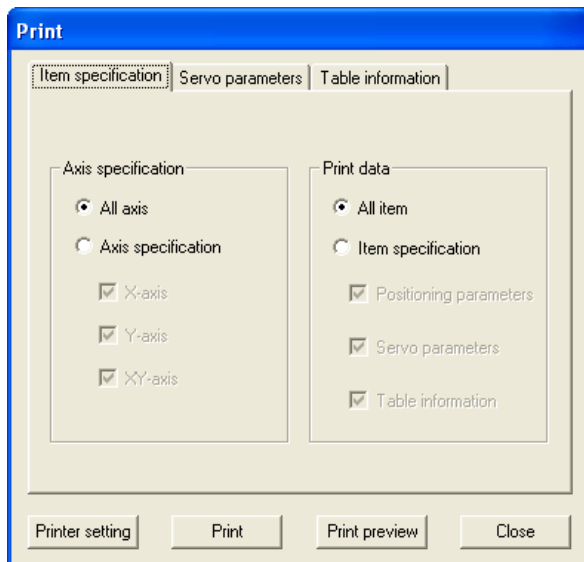 Print
Item specification Servo parameters Table information
Axis specification
All axis
Axis specification
X-axis
Y-axis
XY-axis
Print data
All item
Item specification
Positioning parameters
Servo parameters
Table information
Printer setting Print Print preview Close